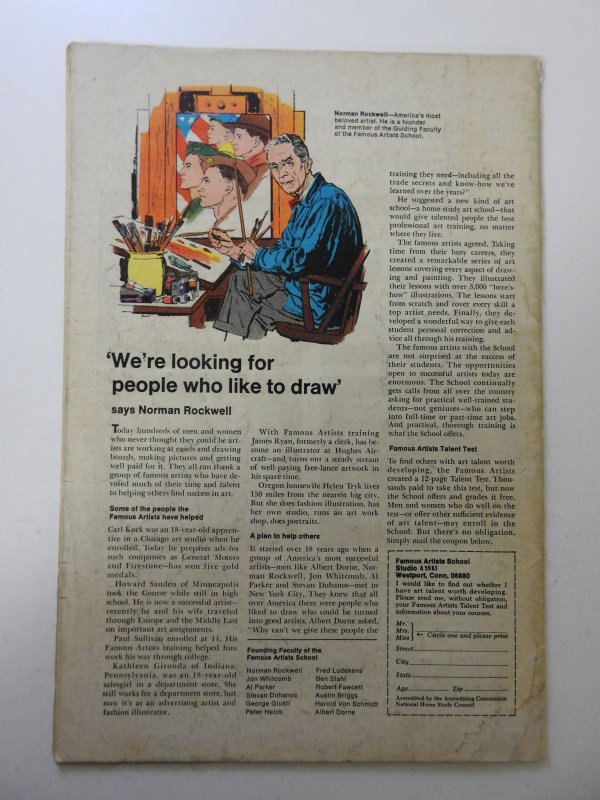 Norman Rockwell—America's most
beloved artist. He is a founder
and member of the Guiding Faculty
of the Famous Artists School.
'We're looking for
people who like to draw'
says Norman Rockwell
Today hundreds of men and women
who never thought they could be art-
ists are working at easels and drawing
boards, making pictures and getting
well paid for it. They all can thank a
group of famous artists who have de-
voted much of their time and talent
to helping others find success in art.
Some of the people the
Famous Artists have helped
Carl Kock was an 18-year-old appren-
tice in a Chicago art studio when he
enrolled. Today he prepares ads for
such companies as General Motors
and Firestone—has won five gold
medals.
Howard Sanden of Minneapolis
took the Course while still in high
school. He is now a successful artist—
recently he and his wife traveled
through Europe and the Middle East
on important art assignments.
Paul Sullivan enrolled at 14. His
Famous Artists training helped him
work his way through college.
Kathleen Gironda of Indiana,
Pennsylvania, was an 18-year-old
salesgirl in a department store. She
still works for a department store, but
now it's as an advertising artist and
fashion illustrator.
With Famous Artists training
James Ryan, formerly a clerk, has be-
come an illustrator at Hughes Air-
craft—and turns out a steady stream
of well-paying free-lance artwork in
his spare time.
Oregon housewife Helen Tryk lives
150 miles from the nearest big city.
But she does fashion illustration, has
her own studio, runs an art work
shop, does portraits.
A plan to help others
It started over 18 years ago when a
group of America's most successful
artists—men like Albert Dorne, Nor-
man Rockwell, Jon Whitcomb, Al
Parker and Stevan Dohanos—met in
New York City. They knew that all
over America there were people who
liked to draw who could be turned
into good artists. Albert Dorne asked,
"Why can't we give these people the
Founding Faculty of the
Famous Artists School
Norman Rockwell
Jon Whitcomb
Al Parker
Stevan Dohanos
George Giusti
Peter Helck
Fred Ludekens
Ben Stahl
Robert Fawcett
Austin Briggs
Harold Von Schmidt
Albert Dorne
training they need—including all the
trade secrets and know-how we've
learned over the years?"
He suggested a new kind of art
school—a home study art school—that
would give talented people the best
professional art training, no matter
where they live.
The famous artists agreed. Taking
time from their busy careers, they
created a remarkable series of art
lessons covering every aspect of draw-
ing and painting. They illustrated
their lessons with over 5,000 "here's-
how" illustrations. The lessons start
from scratch and cover every skill a
top artist needs. Finally, they de-
veloped a wonderful way to give each
student personal correction and ad-
vice all through his training.
The famous artists with the School
are not surprised at the success of
their students. The opportunities
open to successful artists today are
enormous. The School continually
gets calls from all over the country
asking for practical well-trained stu-
dents—not geniuses—who can step
into full-time or part-time art jobs.
And practical, thorough training is
what the School offers.
Famous Artists Talent Test
To find others with art talent worth
developing, the Famous Artists
created a 12-page Talent Test. Thou-
sands paid to take this test, but now
the School offers and grades it free.
Men and women who do well on the
test—or offer other sufficient evidence
of art talent—may enroll in the
School. But there's no obligation.
Simply mail the coupon below.
Famous Artists School
Studio A 5983
Westport, Conn. 06880
I would like to find out whether I
have art talent worth developing.
Please send me, without obligation,
your Famous Artists Talent Test and
information about your courses.
Mr.
Mrs.
Miss
← Circle one and please print
Street
City
State
Age Zip
Accredited by the Accrediting Commission
National Home Study Council